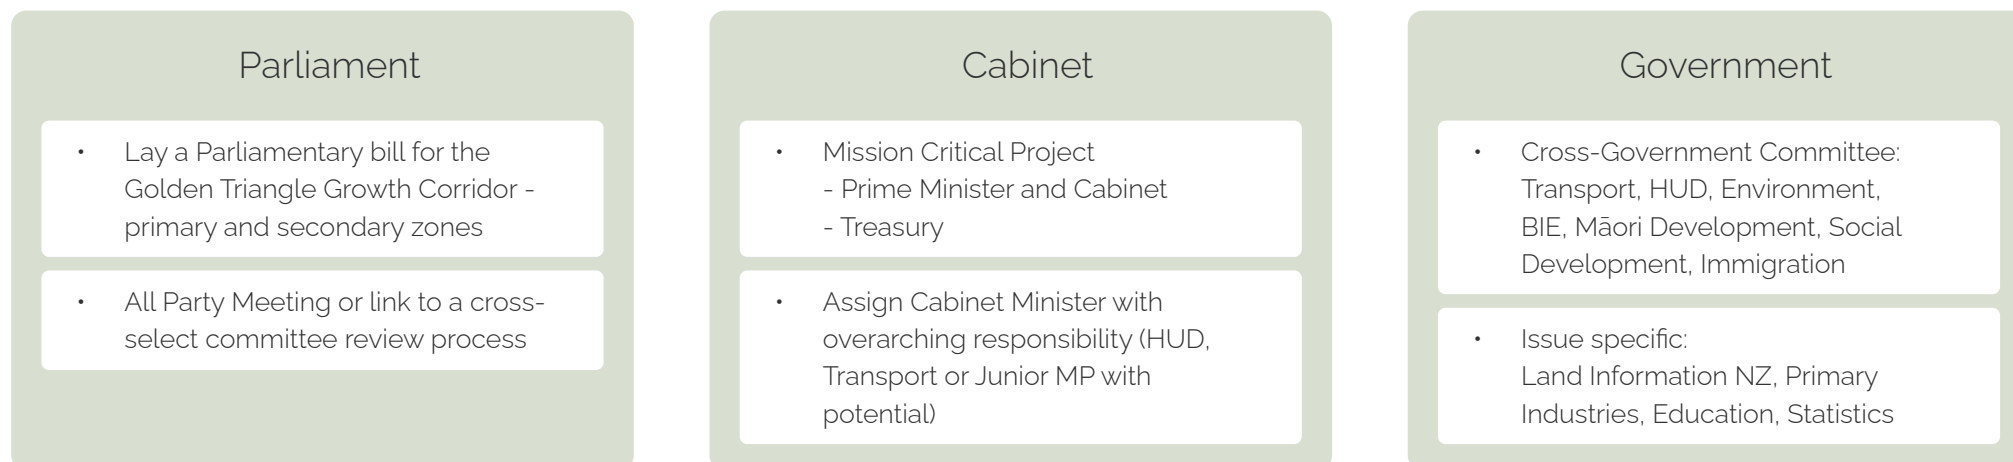 Parliament
• Lay a Parliamentary bill for the
Golden Triangle Growth Corridor -
primary and secondary zones
• All Party Meeting or link to a cross-
select committee review process
Cabinet
• Mission Critical Project
- Prime Minister and Cabinet
- Treasury
• Assign Cabinet Minister with
overarching responsibility (HUD,
Transport or Junior MP with
potential)
Government
• Cross-Government Committee:
Transport, HUD, Environment,
BIE, Māori Development, Social
Development, Immigration
• Issue specific:
Land Information NZ, Primary
Industries, Education, Statistics